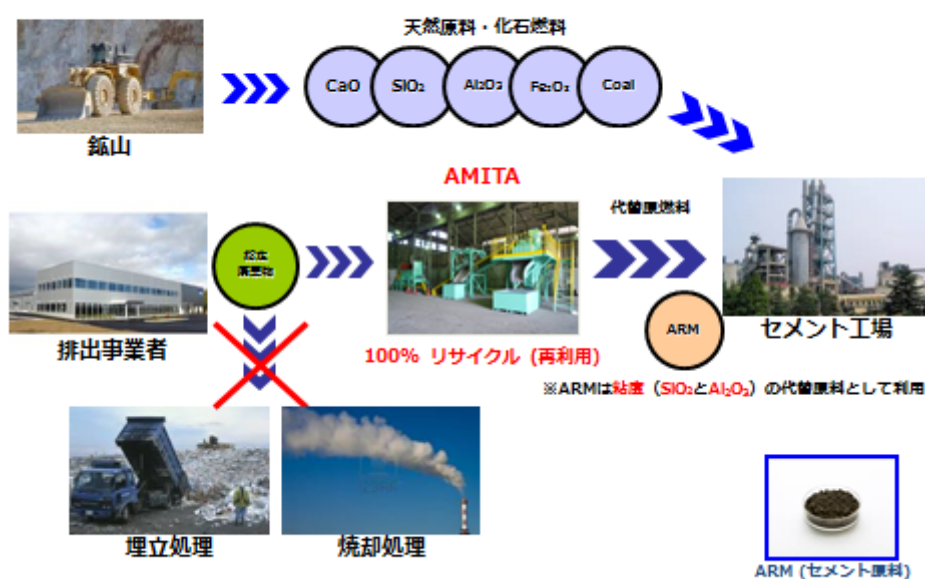 天然原料・化石燃料
CaO
SiO₂
Al₂O₃
Fe₂O₃
Coal
鉱山
AMITA
代替原燃料
排出事業者
100% リサイクル (再利用)
ARM
セメント工場
※ARMは粘度（SiO₂とAl₂O₃）の代替原料として利用
埋立処理
焼却処理
ARM (セメント原料)